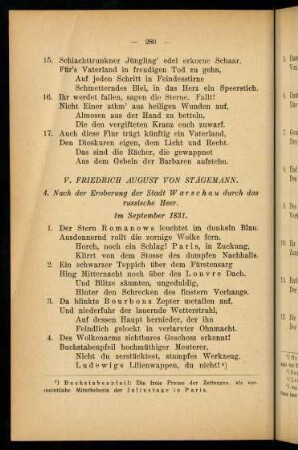 — 280 —
15. Schlachttrunkner Jüngling' edel erkorne Schaar,
Für's Vaterland in freudigen Tod zu gehn,
Auf jeden Schritt in Feindesstirne
Schmetterndes Blei, in das Herz ein Speerstich.
16. Ihr werdet fallen, sagen die Sterne. Fallt!
Nicht Einer athm' aus heiligen Wunden auf,
Almosen aus der Hand zu betteln,
Die den vergifteten Kranz euch zuwarf.
17. Auch diese Flur trägt künftig ein Vaterland,
Den Dioskuren eigen, dem Licht und Recht
Das sind die Rächer, die gewappnet
Aus dem Gebein der Barbaren aufstehn.
V. FRIEDRICH AUGUST VON STÄGEMANN.
4. Nach der Eroberung der Stadt Warschau durch das
russische Heer.
Im September 1831.
1. Der Stern Romanows leuchtet im dunkeln Blau.
Ausdonnernd rollt die zornige Wolke fern.
Horch, noch ein Schlag! Paris, in Zuckung,
Klirrt von dem Stosse des dumpfen Nachhalls.
2. Ein schwarzer Teppich über dem Fürstensarg
Hing Mitternacht noch über des Louvre Dach.
Und Blitze säumten, ungeduldig,
Hinter den Schrecken des finstern Vorhangs.
3. Da blinkte Bourbons Zepter metallen auf,
Und niederfuhr der lauernde Wetterstrahl,
Auf dessen Haupt hernieder, der ihn
Feindlich gelockt in verlarvter Ohnmacht.
4. Des Wolkenarms sichtbares Geschoss erkennt!
Buchstabenpfeil hochmüthiger Meuterer.
Nicht du zerstücktest, stumpfes Werkzeug,
Ludewigs Lilienwappen, du nicht! ¹)
¹) Buchstabenpfeil: Die freie Presse der Zeitungen, als ver-
meintliche Miturheberin der Julisstage in Paris.